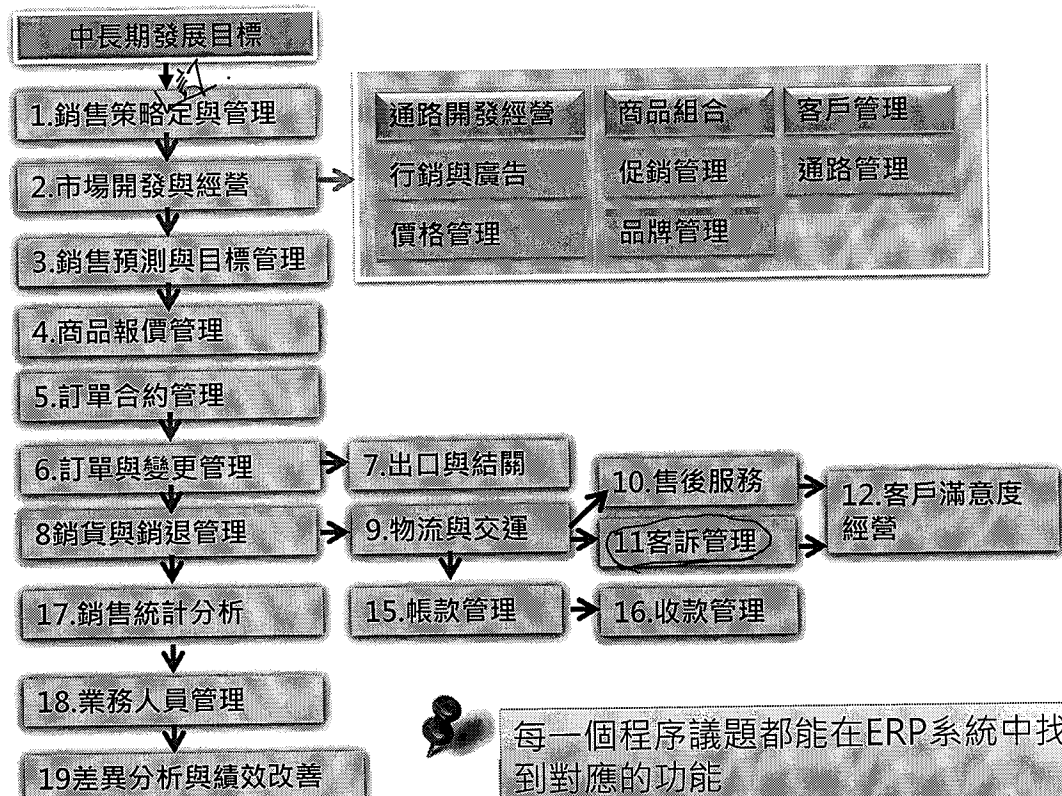 中長期發展目標
1.銷售策略定與管理
2.市場開發與經營
通路開發經營 商品組合 客戶管理
行銷與廣告 促銷管理 通路管理
價格管理 品牌管理
3.銷售預測與目標管理
4.商品報價管理
5.訂單合約管理
6.訂單與變更管理 7.出口與結關
8銷貨與銷退管理 9.物流與交運
10.售後服務
11客訴管理
12.客戶滿意度
經營
17.銷售統計分析 15.帳款管理 16.收款管理
18.業務人員管理
19差異分析與績效改善
每一個程序議題都能在ERP系統中找
到對應的功能